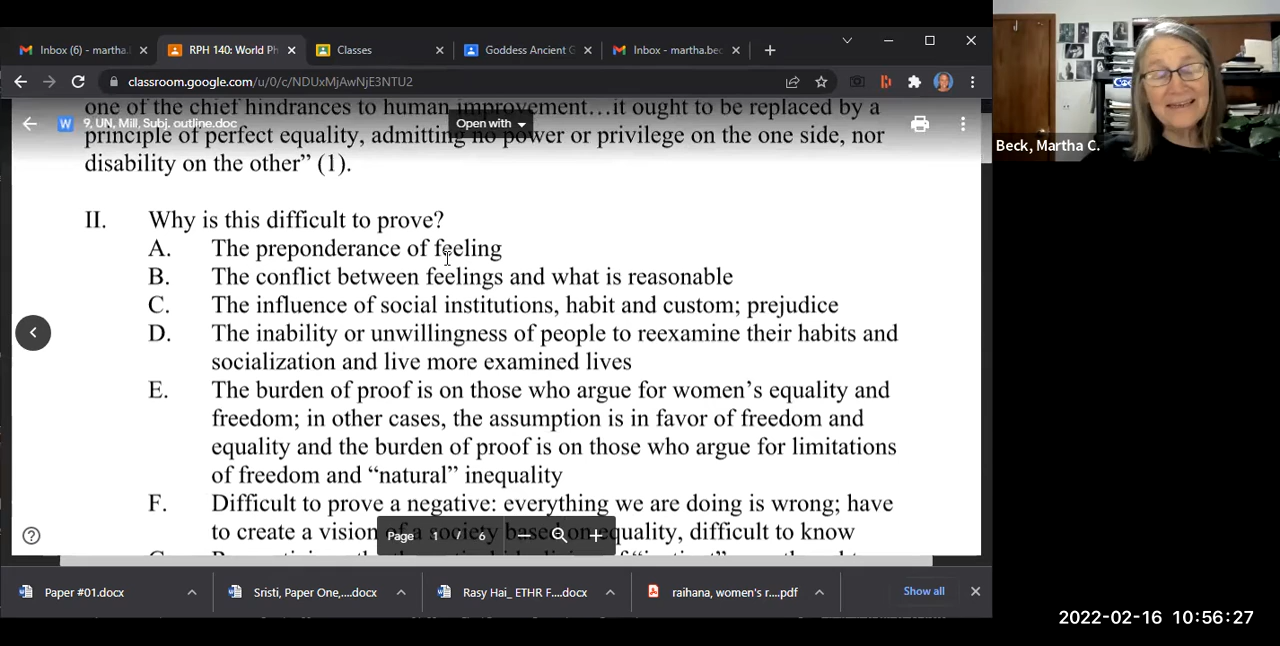 Inbox (6) - martha.
RPH 140: World Ph
Classes
Goddess Ancient G
Inbox - martha.bec
classroom.google.com/u/0/c/NDUxMjAwNjE3NTU2
one of the chief hindrances to human improvement…it ought to be replaced by a
9, UN, Mill, Subj. outline.doc
Open with
principle of perfect equality, admitting no power or privilege on the one side, nor
disability on the other” (1).
Beck, Martha C.
II. Why is this difficult to prove?
A. The preponderance of feeling
B. The conflict between feelings and what is reasonable
C. The influence of social institutions, habit and custom; prejudice
D. The inability or unwillingness of people to reexamine their habits and
socialization and live more examined lives
E. The burden of proof is on those who argue for women’s equality and
freedom; in other cases, the assumption is in favor of freedom and
equality and the burden of proof is on those who argue for limitations
of freedom and “natural” inequality
F. Difficult to prove a negative: everything we are doing is wrong; have
to create a vision of a society based on equality, difficult to know
Page 1 / 6
Paper #01.docx
Sristi, Paper One,....docx
Rasy Hai_ ETHR F....docx
raihana, women's r....pdf
Show all
2022-02-16 10:56:27